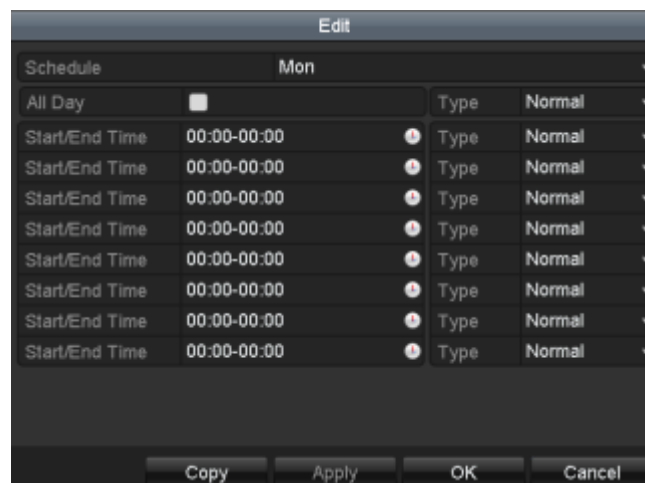 Edit
Schedule Mon
All Day Type Normal
Start/End Time 00:00-00:00 Type Normal
Start/End Time 00:00-00:00 Type Normal
Start/End Time 00:00-00:00 Type Normal
Start/End Time 00:00-00:00 Type Normal
Start/End Time 00:00-00:00 Type Normal
Start/End Time 00:00-00:00 Type Normal
Start/End Time 00:00-00:00 Type Normal
Start/End Time 00:00-00:00 Type Normal
Copy Apply OK Cancel